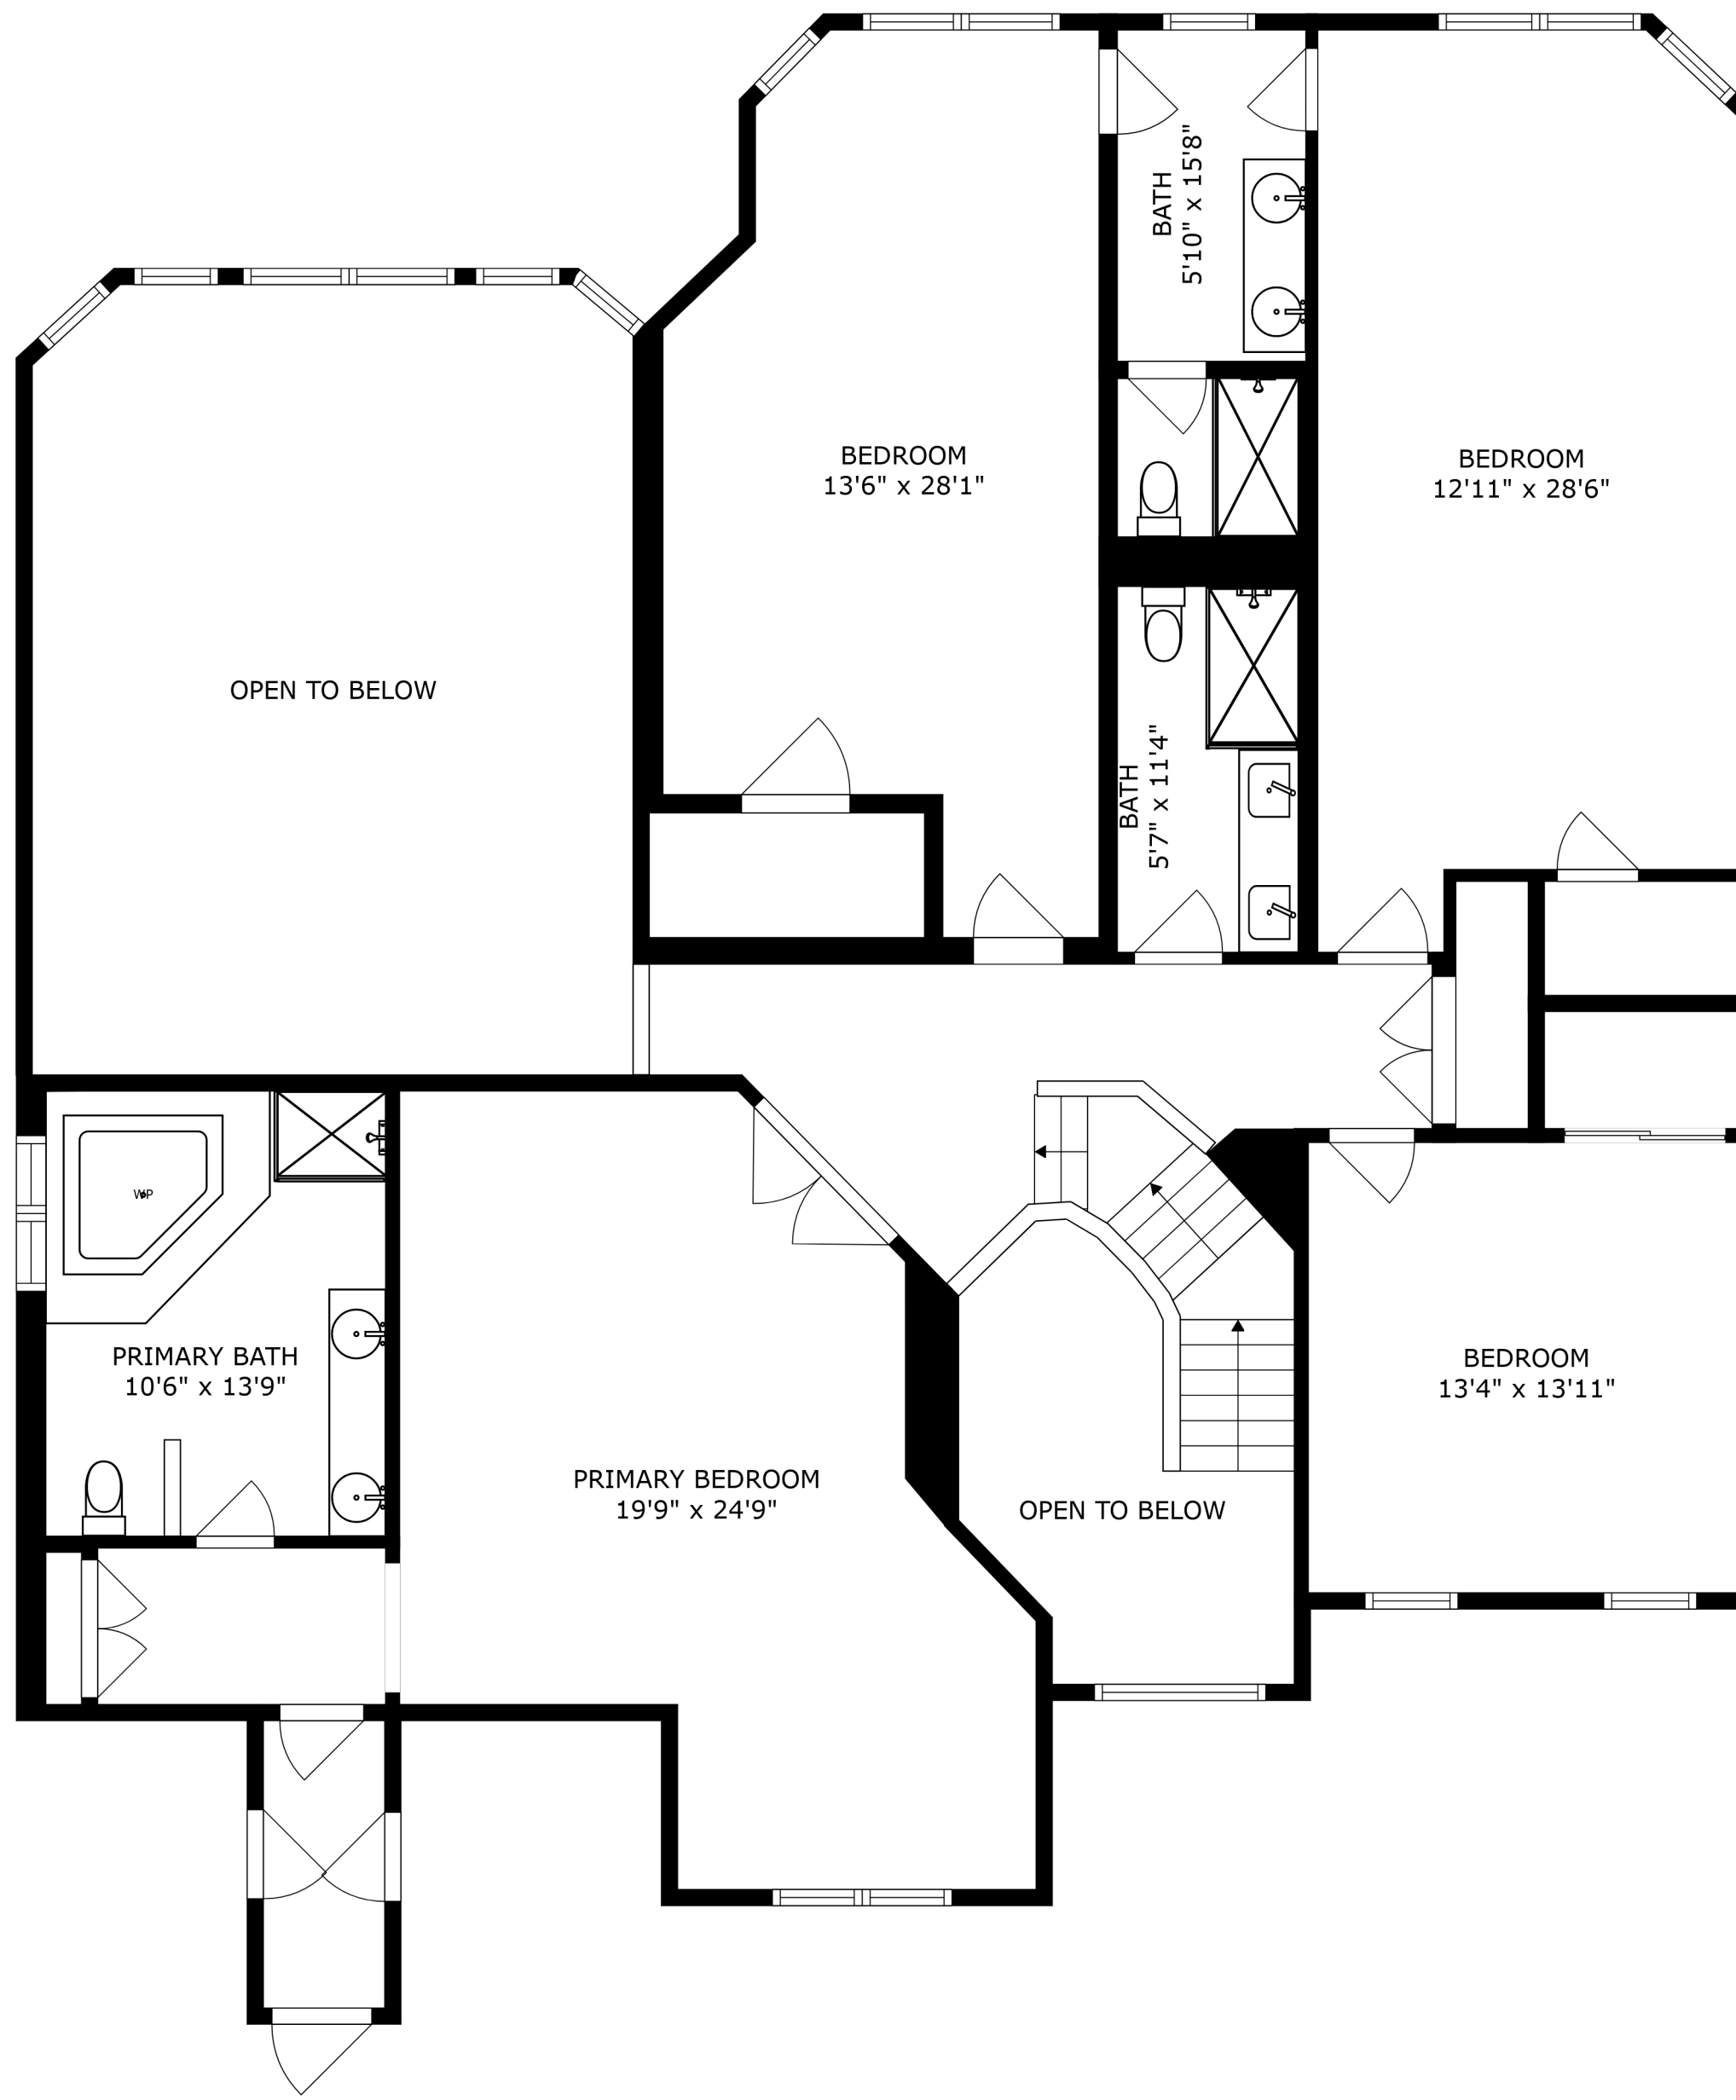 BATH
5'10" x 15'8"
BEDROOM
13'6" x 28'1"
BEDROOM
12'11" x 28'6"
OPEN TO BELOW
BATH
5'7" x 11'4"
WP
PRIMARY BATH
10'6" x 13'9"
BEDROOM
13'4" x 13'11"
PRIMARY BEDROOM
19'9" x 24'9"
OPEN TO BELOW